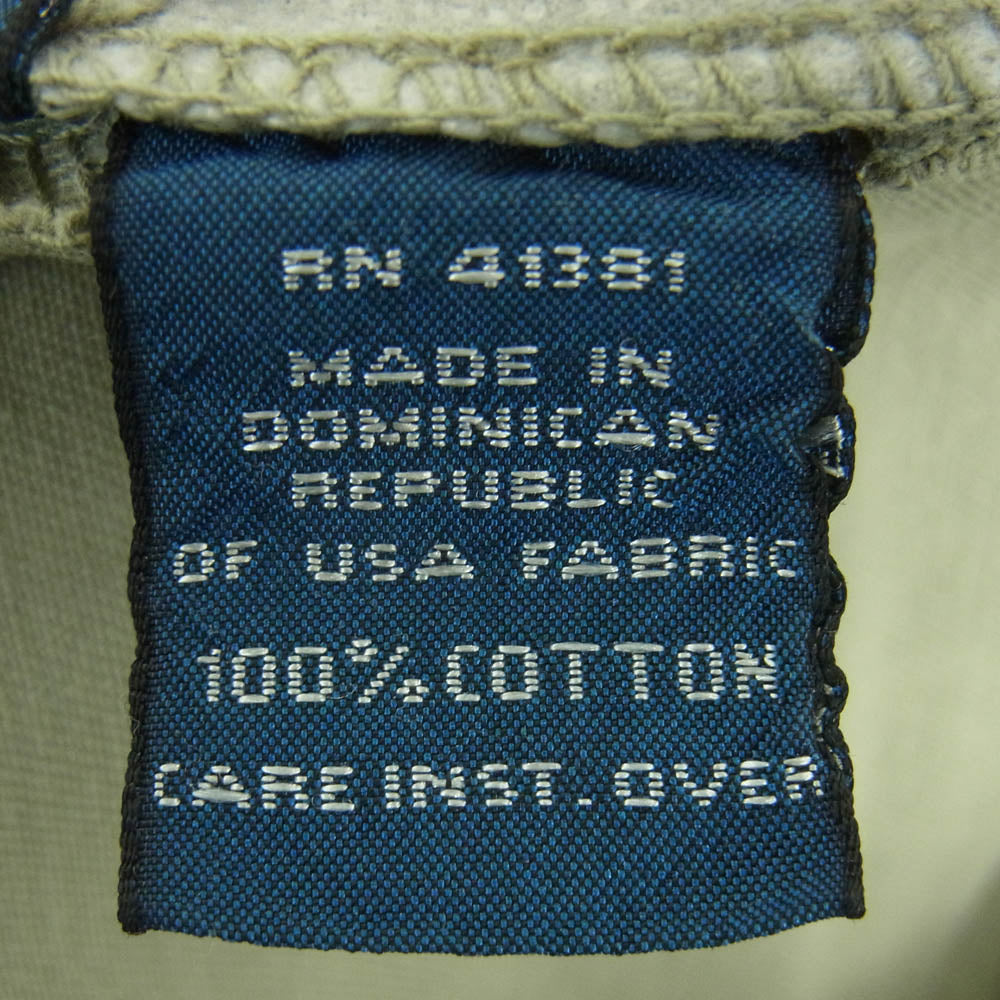 RN 41381
MADE IN
DOMINICAN
REPUBLIC
OF USA FABRIC
100% COTTON
CARE INST. OVER